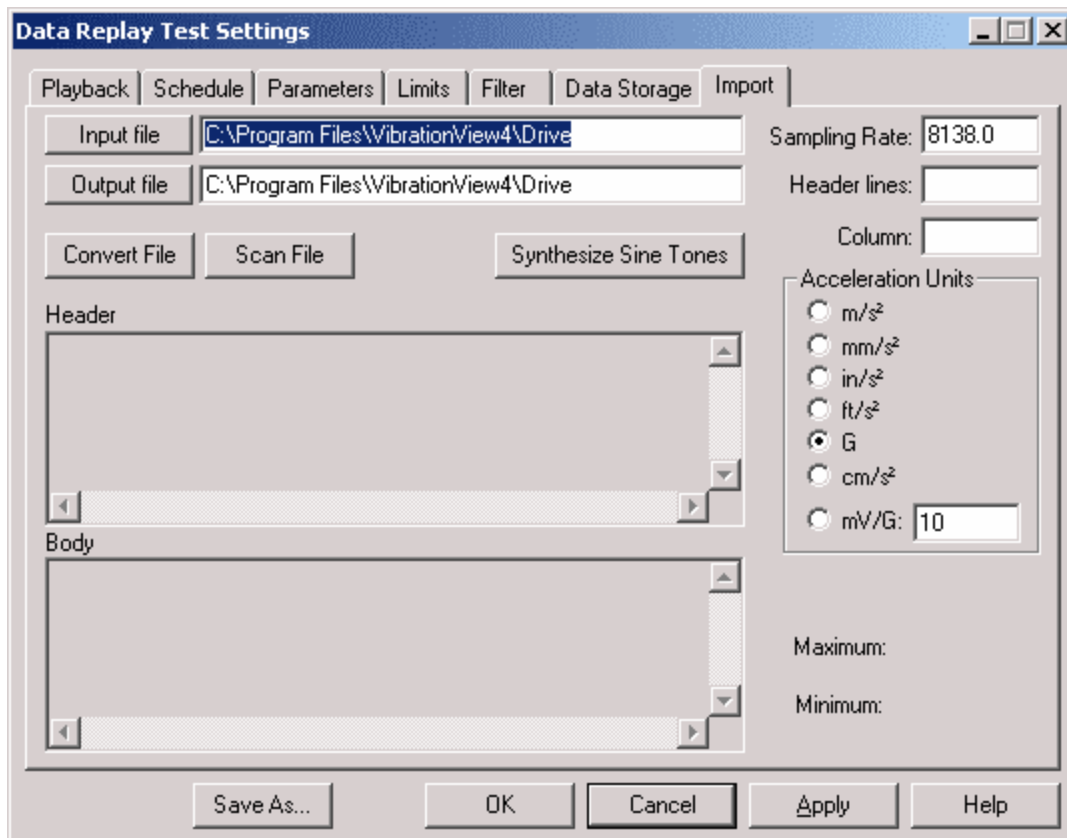 Data Replay Test Settings
Playback Schedule Parameters Limits Filter Data Storage Import
Input file C:\Program Files\VibrationView4\Drive
Output file C:\Program Files\VibrationView4\Drive
Convert File Scan File Synthesize Sine Tones
Header
Body
Sampling Rate: 8138.0
Header lines:
Column:
Acceleration Units
m/s²
mm/s²
in/s²
ft/s²
G
cm/s²
mV/G: 10
Maximum:
Minimum:
Save As... OK Cancel Apply Help